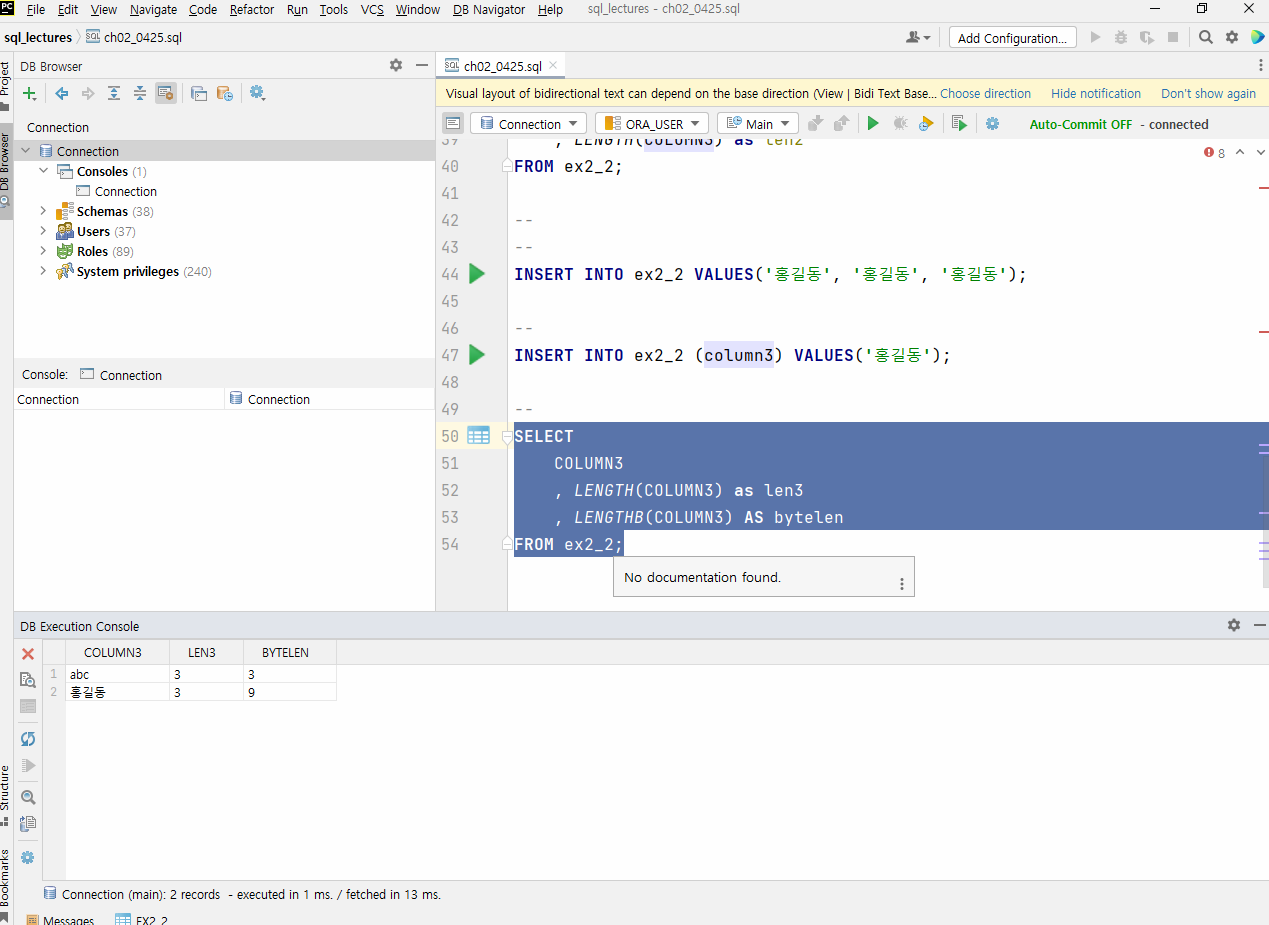 PC File Edit View Navigate Code Refactor Run Tools VCS Window DB Navigator Help sql_lectures - ch02_0425.sql
sql_lectures SQL ch02_0425.sql Add Configuration...
Project
DB Browser
Structure
Bookmarks
DB Browser
Connection
Connection
Consoles (1)
Connection
Schemas (38)
Users (37)
Roles (89)
System privileges (240)
Console: Connection
Connection Connection
SQL ch02_0425.sql
Visual layout of bidirectional text can depend on the base direction (View | Bidi Text Base... Choose direction Hide notification Don't show again
Connection ORA_USER Main Auto-Commit OFF - connected
8
39 , LENGTH(COLUMN3) as len2
40 FROM ex2_2;
41
42 --
43 --
44 INSERT INTO ex2_2 VALUES('홍길동', '홍길동', '홍길동');
45
46 --
47 INSERT INTO ex2_2 (column3) VALUES('홍길동');
48
49 --
50 SELECT
51 COLUMN3
52 , LENGTH(COLUMN3) as len3
53 , LENGTHB(COLUMN3) AS bytelen
54 FROM ex2_2;
No documentation found.
DB Execution Console
COLUMN3 LEN3 BYTELEN
1 abc 3 3
2 홍길동 3 9
Connection (main): 2 records - executed in 1 ms. / fetched in 13 ms.
Messages EX2_2